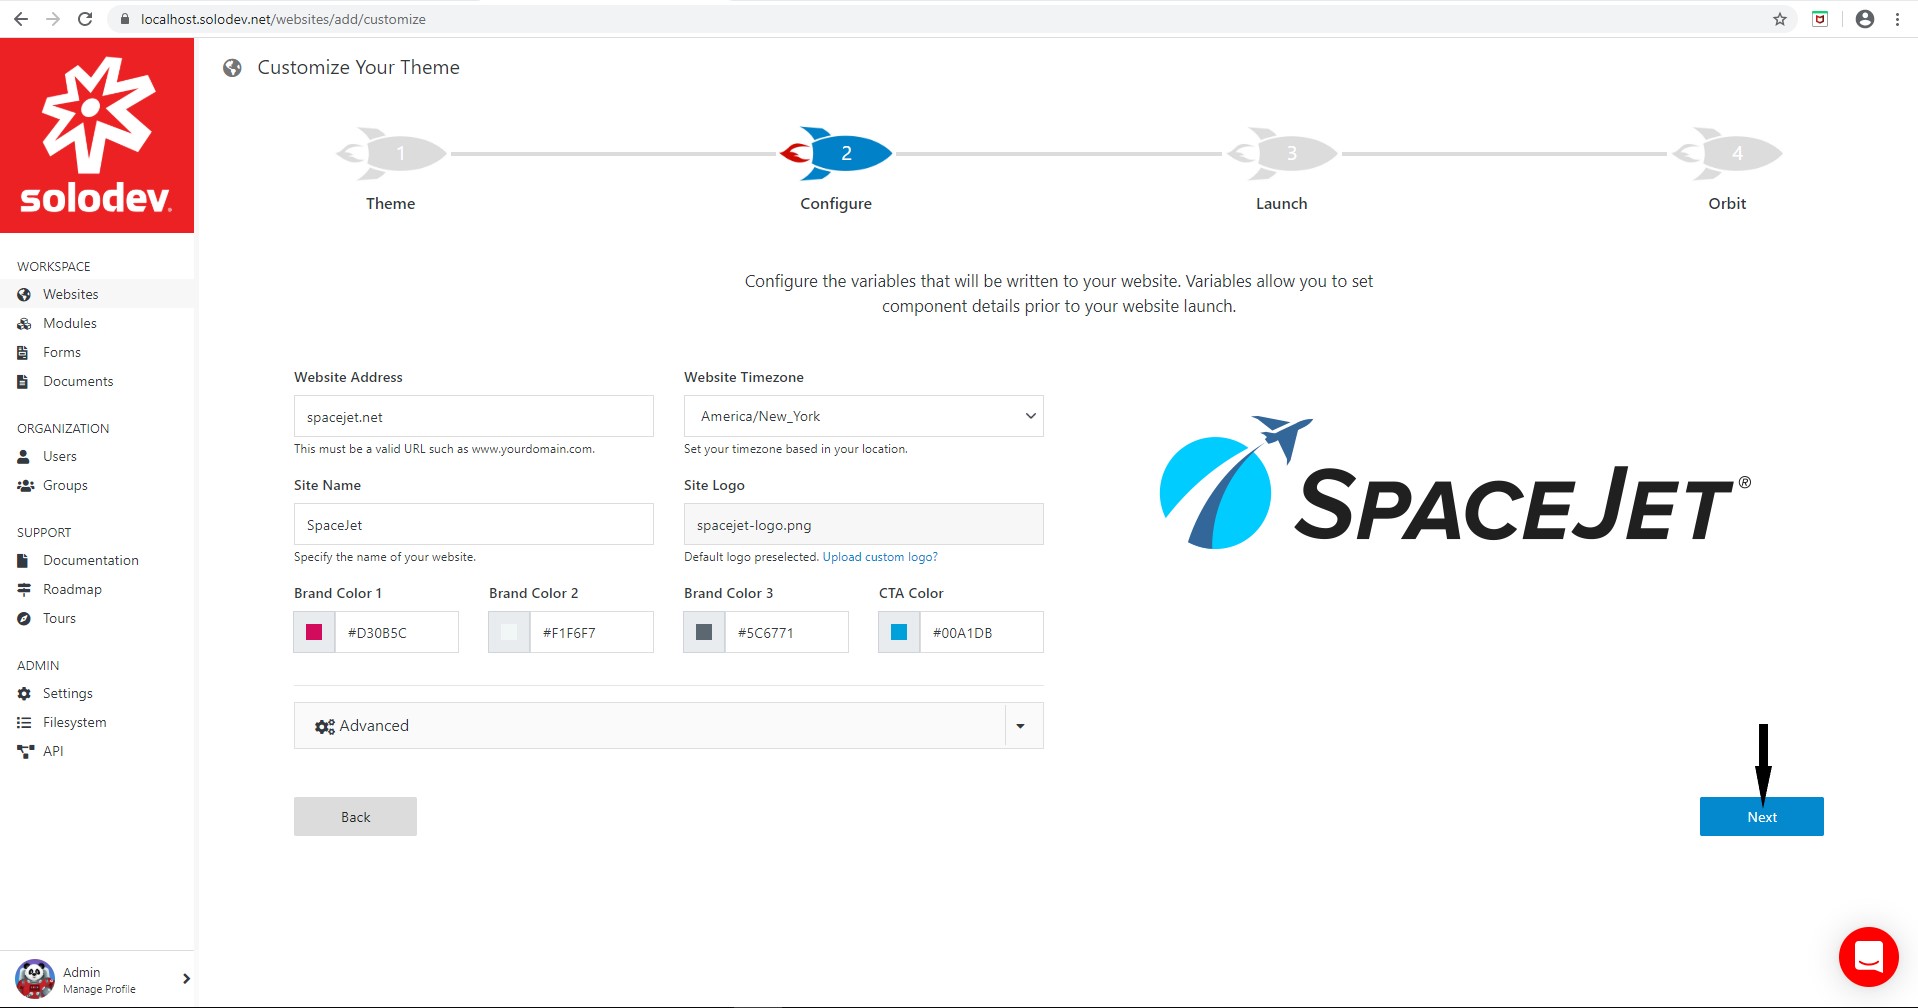 localhost.solodev.net/websites/add/customize
solodev®
Customize Your Theme
1
2
3
4
Theme
Configure
Launch
Orbit
WORKSPACE
Websites
Modules
Forms
Documents
ORGANIZATION
Users
Groups
SUPPORT
Documentation
Roadmap
Tours
ADMIN
Settings
Filesystem
API
Admin
Manage Profile
Configure the variables that will be written to your website. Variables allow you to set
component details prior to your website launch.
Website Address
spacejet.net
This must be a valid URL such as www.yourdomain.com.
Website Timezone
America/New_York
Set your timezone based in your location.
Site Name
SpaceJet
Specify the name of your website.
Site Logo
spacejet-logo.png
Default logo preselected. Upload custom logo?
Brand Color 1
#D30B5C
Brand Color 2
#F1F6F7
Brand Color 3
#5C6771
CTA Color
#00A1DB
SPACEJET®
Advanced
Back
Next